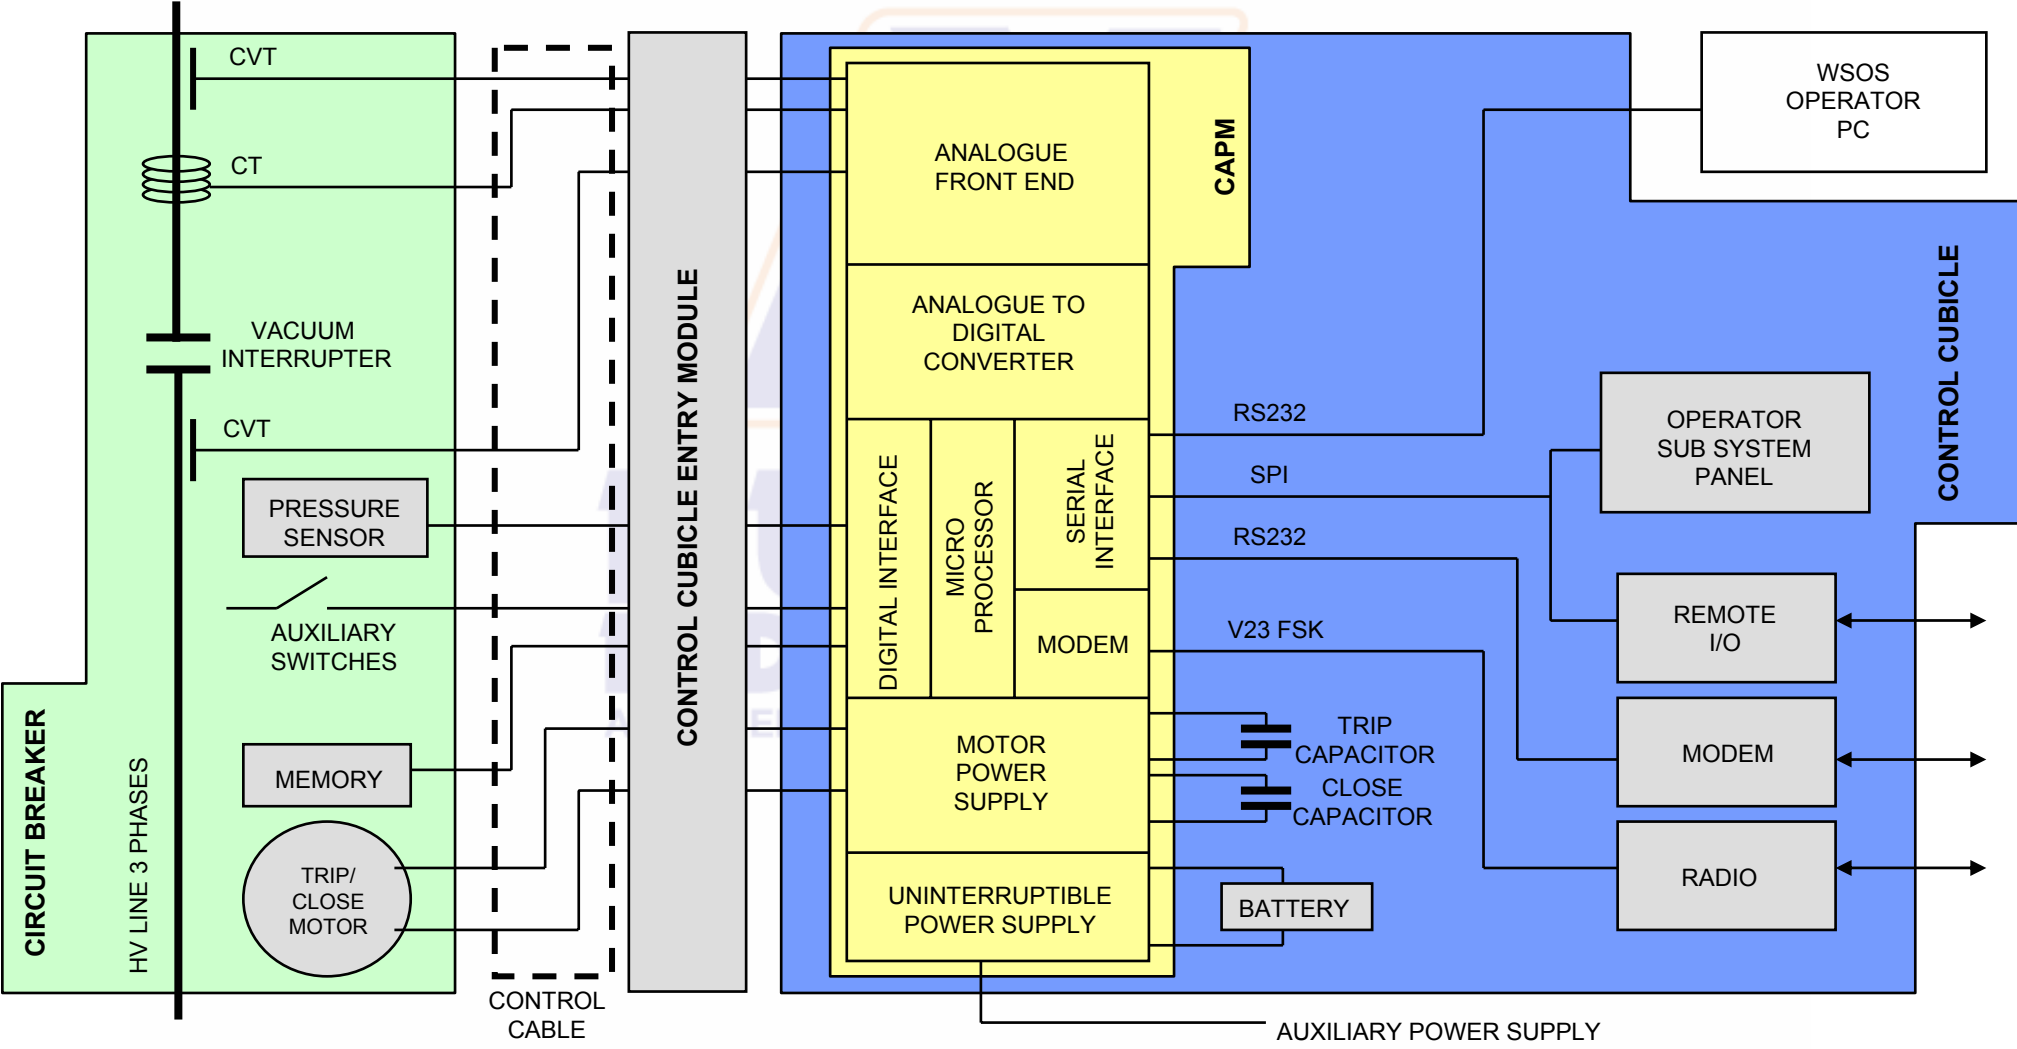 CVT
CT
VACUUM
INTERRUPTER
CVT
PRESSURE
SENSOR
AUXILIARY
SWITCHES
MEMORY
TRIP/
CLOSE
MOTOR
CIRCUIT BREAKER
HV LINE 3 PHASES
CONTROL
CABLE
CONTROL CUBICLE ENTRY MODULE
ANALOGUE
FRONT END
CAPM
ANALOGUE TO
DIGITAL
CONVERTER
DIGITAL INTERFACE
MICRO
PROCESSOR
SERIAL
INTERFACE
MODEM
MOTOR
POWER
SUPPLY
UNINTERRUPTIBLE
POWER SUPPLY
RS232
SPI
RS232
V23 FSK
TRIP
CAPACITOR
CLOSE
CAPACITOR
BATTERY
AUXILIARY POWER SUPPLY
WSOS
OPERATOR
PC
CONTROL CUBICLE
OPERATOR
SUB SYSTEM
PANEL
REMOTE
I/O
MODEM
RADIO